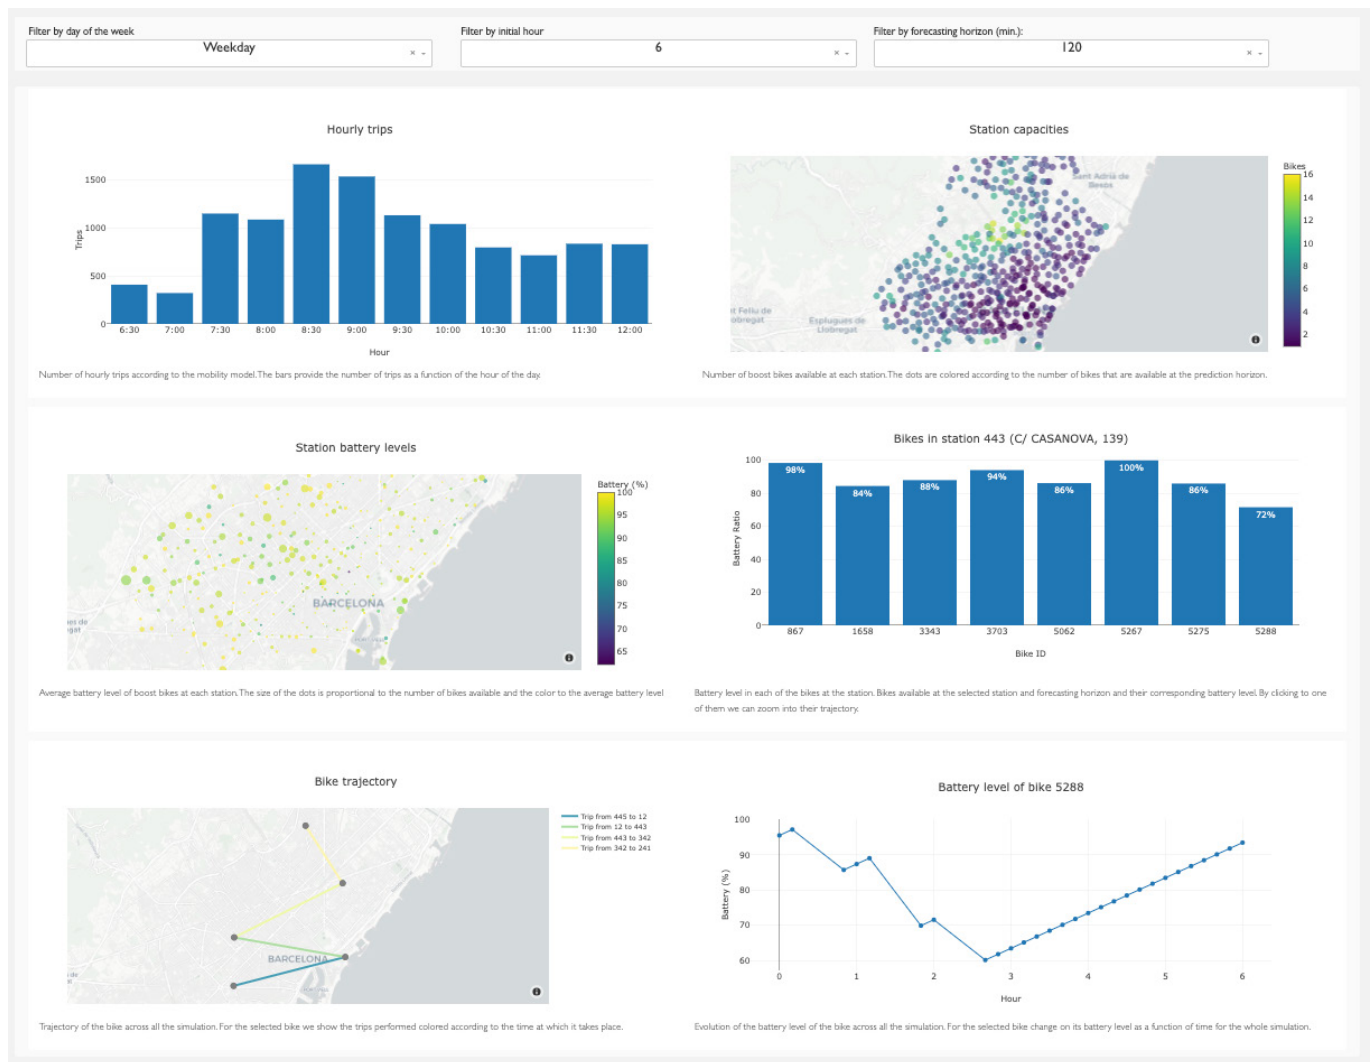 Filter by day of the week
Weekday
Filter by initial hour
6
Filter by forecasting horizon (min.):
120
Hourly trips
Trips
1500
1000
500
0
6:30 7:00 7:30 8:00 8:30 9:00 9:30 10:00 10:30 11:00 11:30 12:00
Hour
Number of hourly trips according to the mobility model. The bars provide the number of trips as a function of the hour of the day.
Station capacities
Sant Adrià de
Besòs
Esplugues de
Llobregat
Bikes
16
14
12
10
8
6
4
2
Number of boost bikes available at each station. The dots are colored according to the number of bikes that are available at the prediction horizon.
Station battery levels
BARCELONA
Battery (%)
100
95
90
85
80
75
70
65
Average battery level of boost bikes at each station. The size of the dots is proportional to the number of bikes available and the color to the average battery level
Bikes in station 443 (C/ CASANOVA, 139)
Battery Ratio
100
80
60
40
20
0
98% 84% 88% 94% 86% 100% 86% 72%
867 1658 3343 3703 5062 5267 5275 5288
Bike ID
Battery level in each of the bikes at the station. Bikes available at the selected station and forecasting horizon and their corresponding battery level. By clicking to one
of them we can zoom into their trajectory.
Bike trajectory
BARCELONA
Trip from 445 to 12
Trip from 12 to 443
Trip from 443 to 342
Trip from 342 to 241
Trajectory of the bike across all the simulation. For the selected bike we show the trips performed colored according to the time at which it takes place.
Battery level of bike 5288
Battery (%)
100
90
80
70
60
0 1 2 3 4 5 6
Hour
Evolution of the battery level of the bike across all the simulation. For the selected bike change on its battery level as a function of time for the whole simulation.